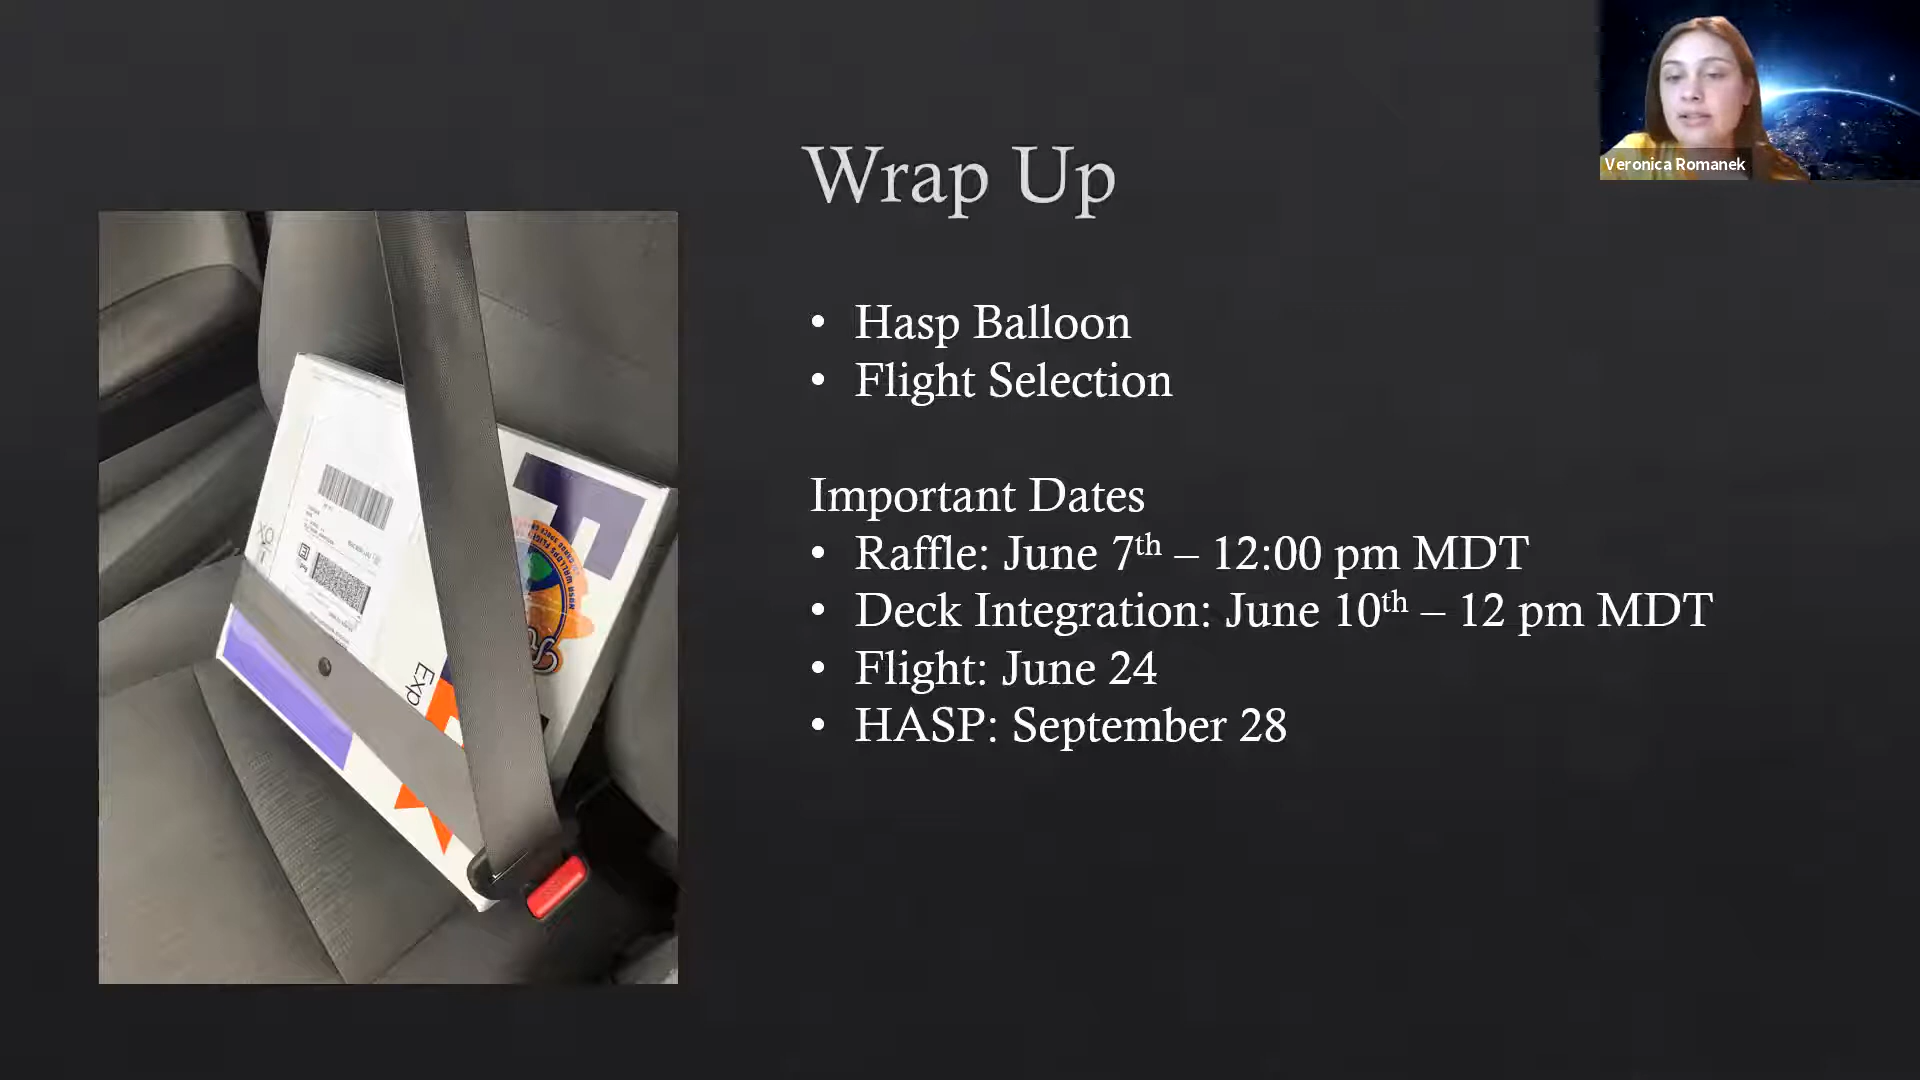 Wrap Up
Veronica Romanek
• Hasp Balloon
• Flight Selection
Important Dates
• Raffle: June 7th – 12:00 pm MDT
• Deck Integration: June 10th – 12 pm MDT
• Flight: June 24
• HASP: September 28
Exp